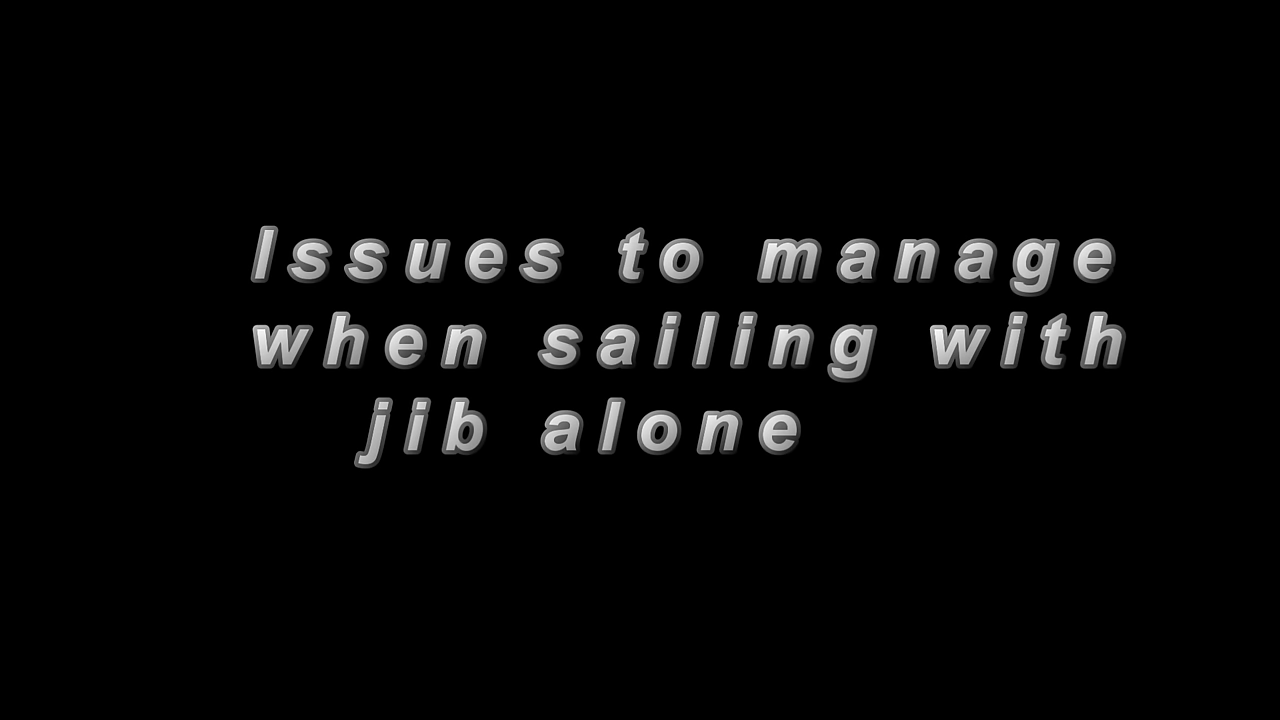 Issues to manage
when sailing with
jib alone